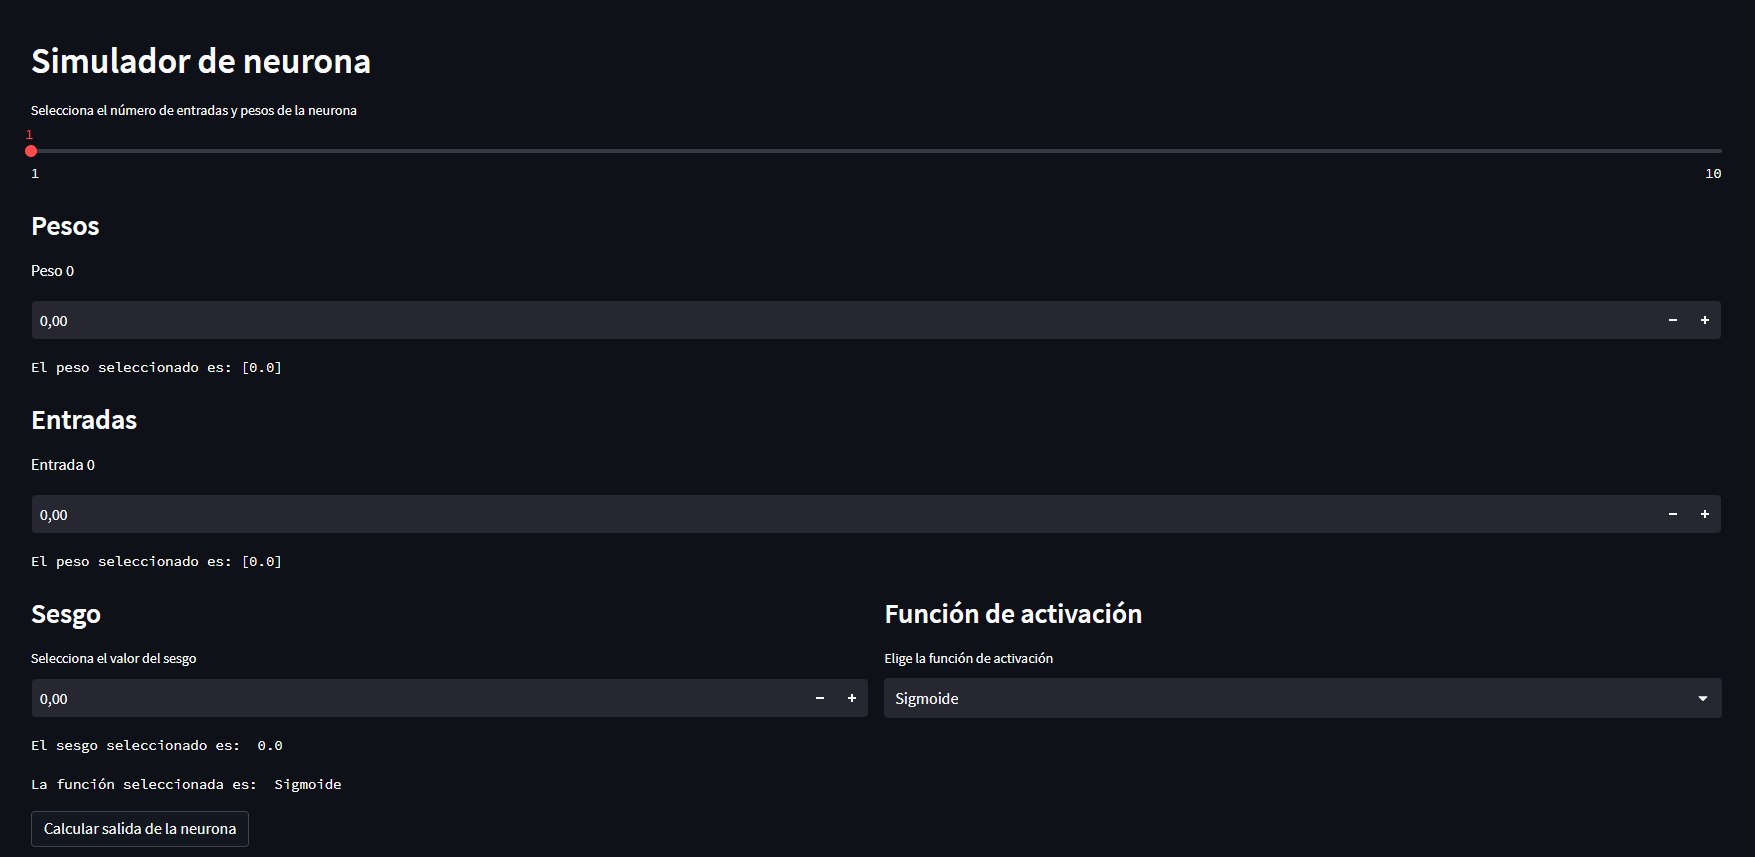 Simulador de neurona
Selecciona el número de entradas y pesos de la neurona
1
1 10
Pesos
Peso 0
0,00
El peso seleccionado es: [0.0]
Entradas
Entrada 0
0,00
El peso seleccionado es: [0.0]
Sesgo
Selecciona el valor del sesgo
0,00
Función de activación
Elige la función de activación
Sigmoide
El sesgo seleccionado es:  0.0
La función seleccionada es:  Sigmoide
Calcular salida de la neurona